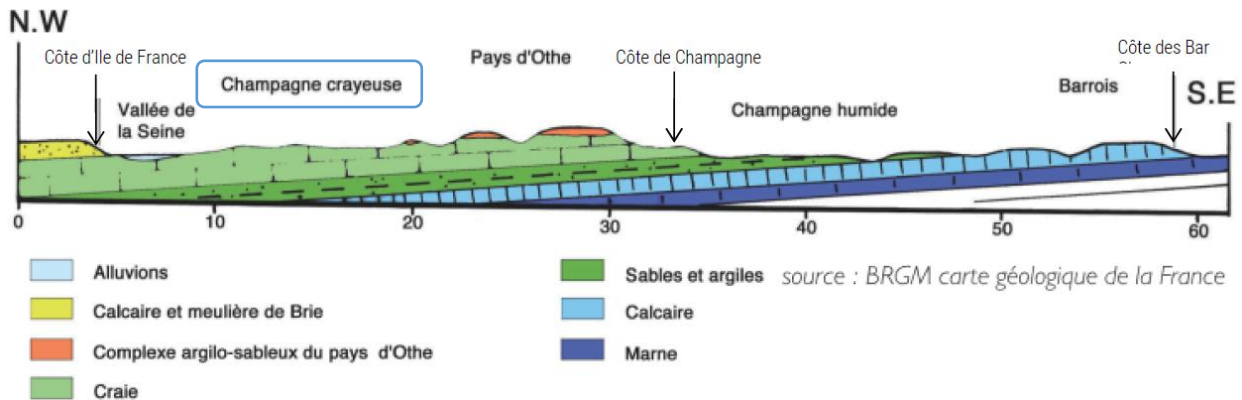 N.W
Côte d'Ile de France
Champagne crayeuse
Vallée de
la Seine
Pays d'Othe
Côte de Champagne
Champagne humide
Côte des Bar
Barrois
S.E
0
10
20
30
40
50
60
Alluvions
Calcaire et meulière de Brie
Complexe argilo-sableux du pays d'Othe
Craie
Sables et argiles
Calcaire
Marne
source : BRGM carte géologique de la France